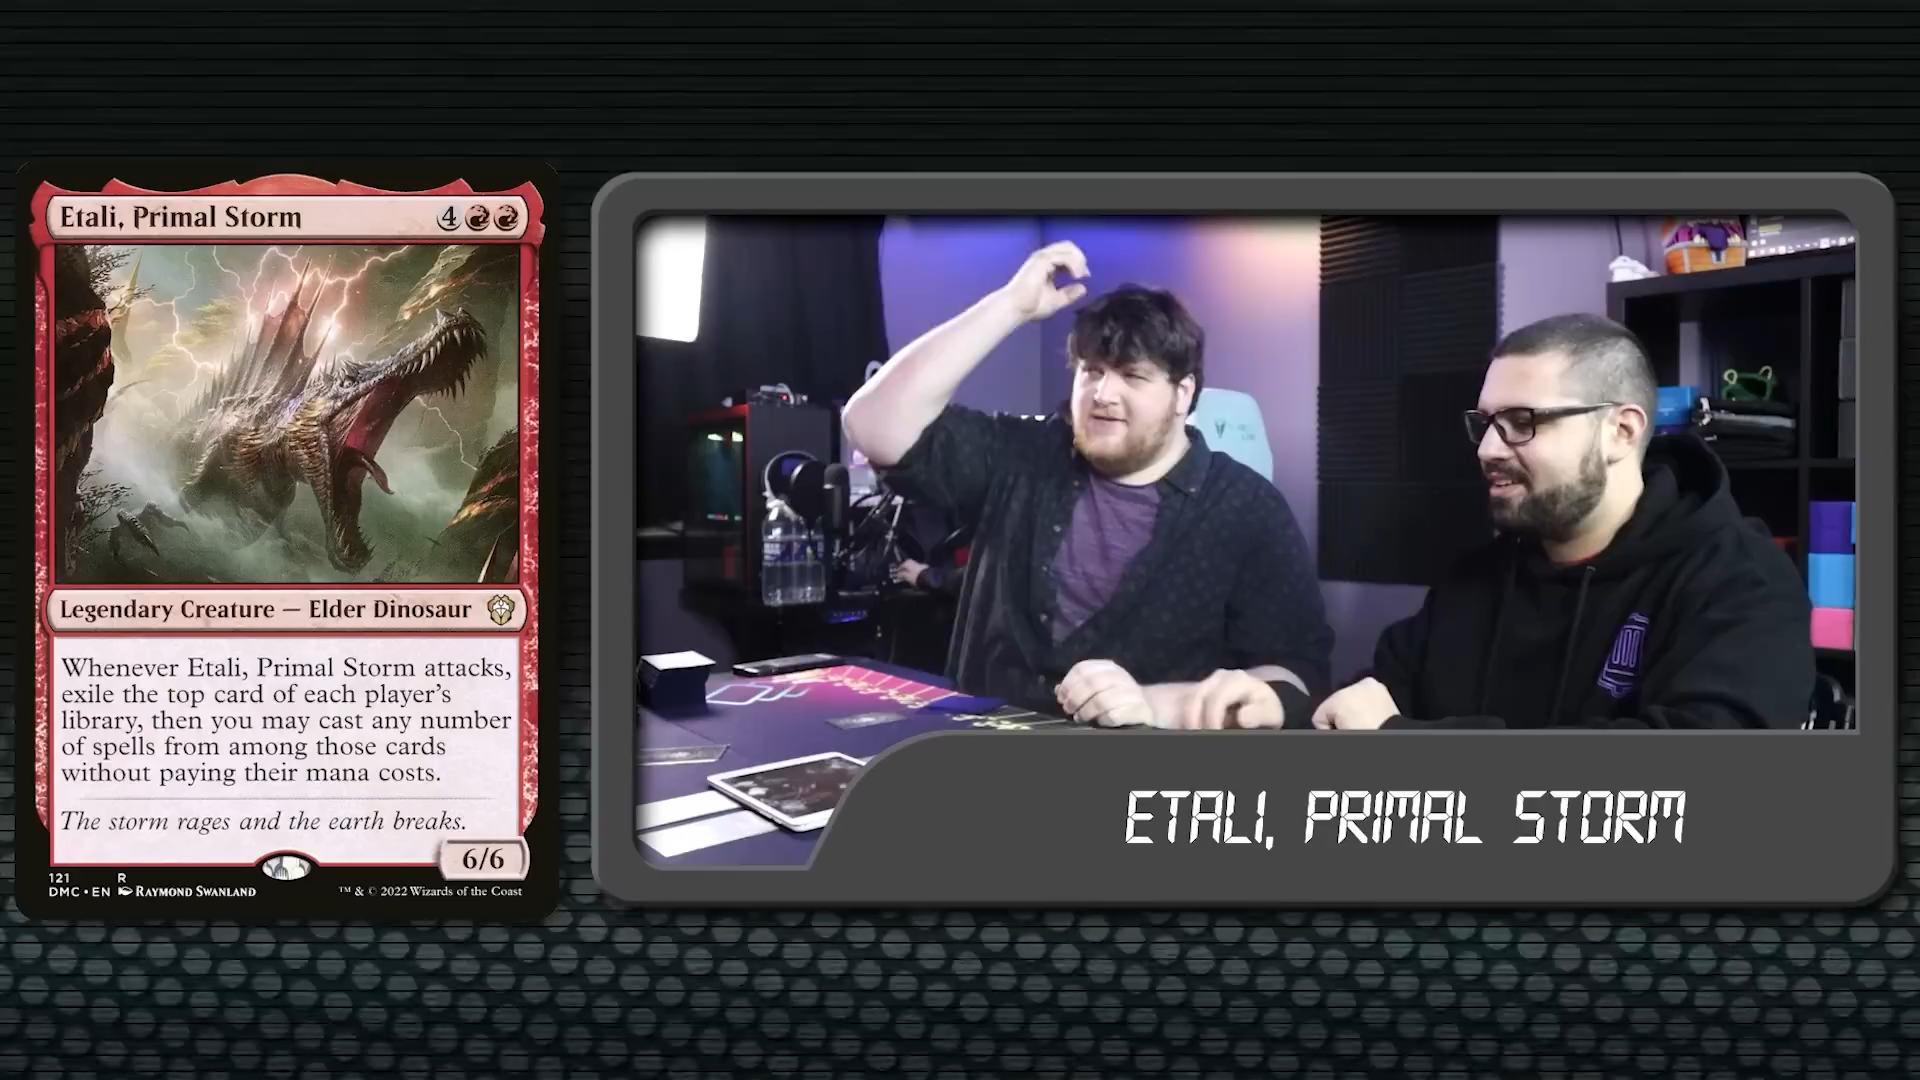 Etali, Primal Storm 4
Legendary Creature — Elder Dinosaur
Whenever Etali, Primal Storm attacks,
exile the top card of each player's
library, then you may cast any number
of spells from among those cards
without paying their mana costs.
The storm rages and the earth breaks.
6/6
121 R
DMC • EN RAYMOND SWANLAND ™ & © 2022 Wizards of the Coast
ETALI, PRIMAL STORM